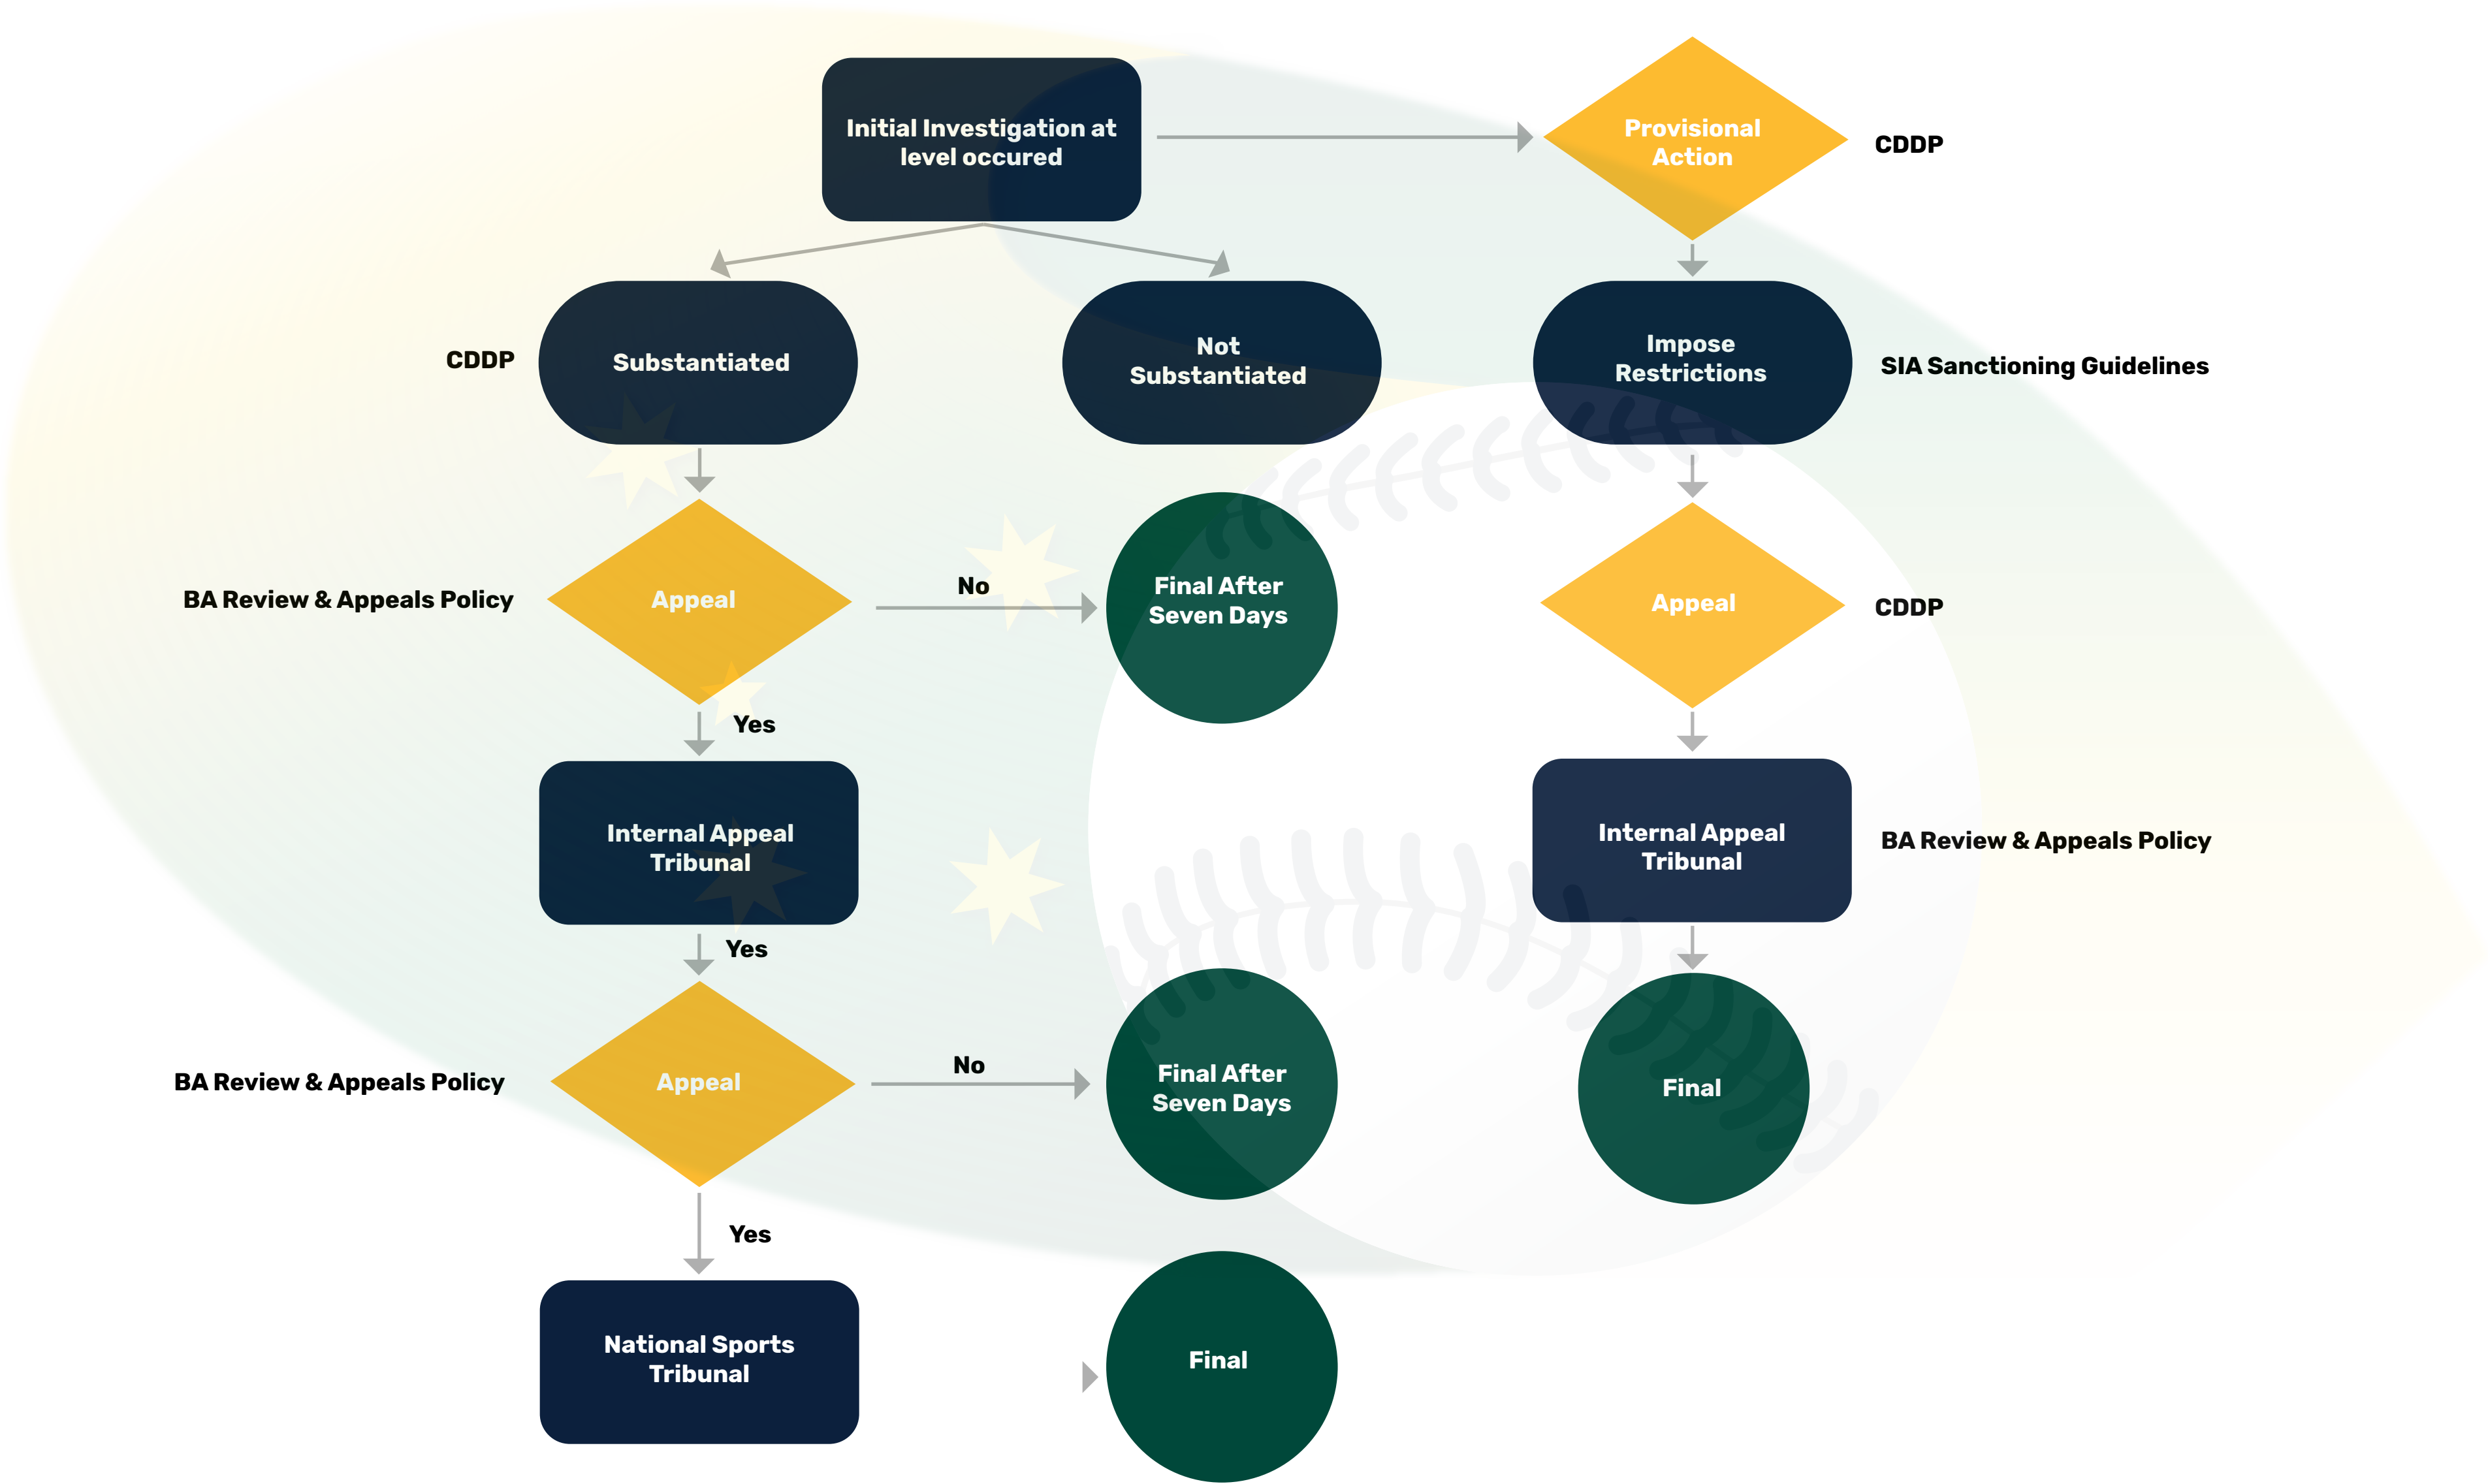 Initial Investigation at
level occured
Provisional
Action
CDDP
CDDP
Substantiated
Not
Substantiated
Impose
Restrictions
SIA Sanctioning Guidelines
BA Review & Appeals Policy
Appeal
No
Final After
Seven Days
Appeal
CDDP
Yes
Internal Appeal
Tribunal
Internal Appeal
Tribunal
BA Review & Appeals Policy
Yes
BA Review & Appeals Policy
Appeal
No
Final After
Seven Days
Final
Yes
National Sports
Tribunal
Final